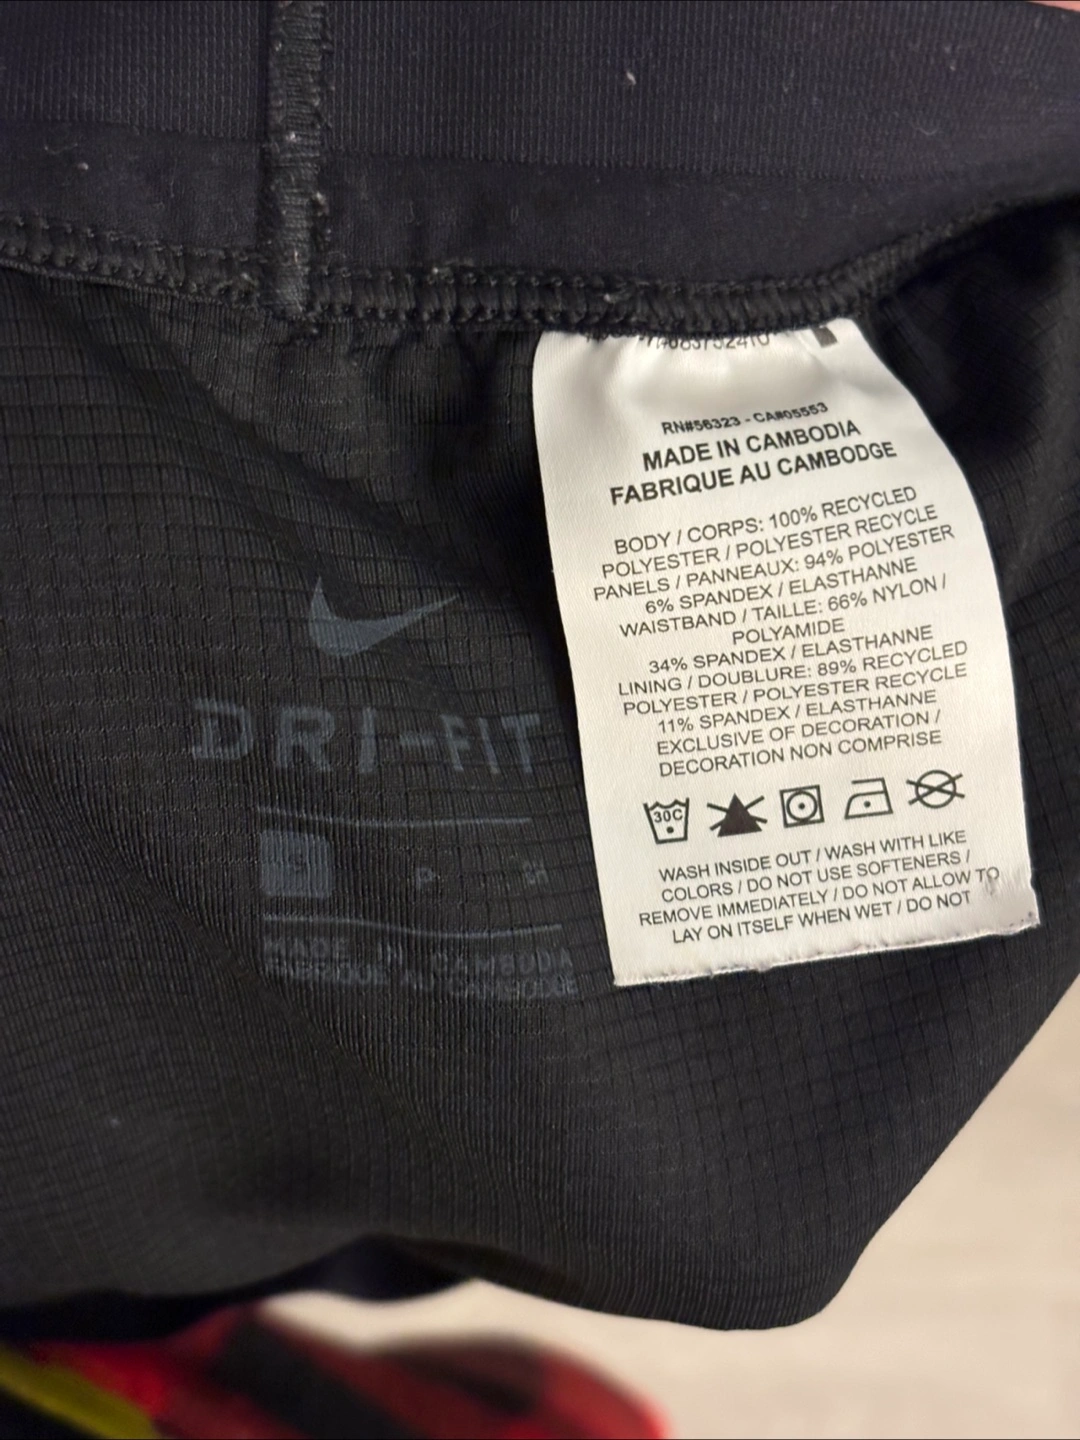 RN#56323 - CA#05553
MADE IN CAMBODIA
FABRIQUE AU CAMBODGE
BODY / CORPS: 100% RECYCLED
POLYESTER / POLYESTER RECYCLE
PANELS / PANNEAUX: 94% POLYESTER
6% SPANDEX / ELASTHANNE
WAISTBAND / TAILLE: 66% NYLON /
POLYAMIDE
34% SPANDEX / ELASTHANNE
LINING / DOUBLURE: 89% RECYCLED
POLYESTER / POLYESTER RECYCLE
11% SPANDEX / ELASTHANNE
EXCLUSIVE OF DECORATION /
DECORATION NON COMPRISE
30C
WASH INSIDE OUT / WASH WITH LIKE
COLORS / DO NOT USE SOFTENERS /
REMOVE IMMEDIATELY / DO NOT ALLOW TO
LAY ON ITSELF WHEN WET / DO NOT
DRI-FIT
S P CH
MADE IN CAMBODIA
FABRIQUÉ AU CAMBODGE